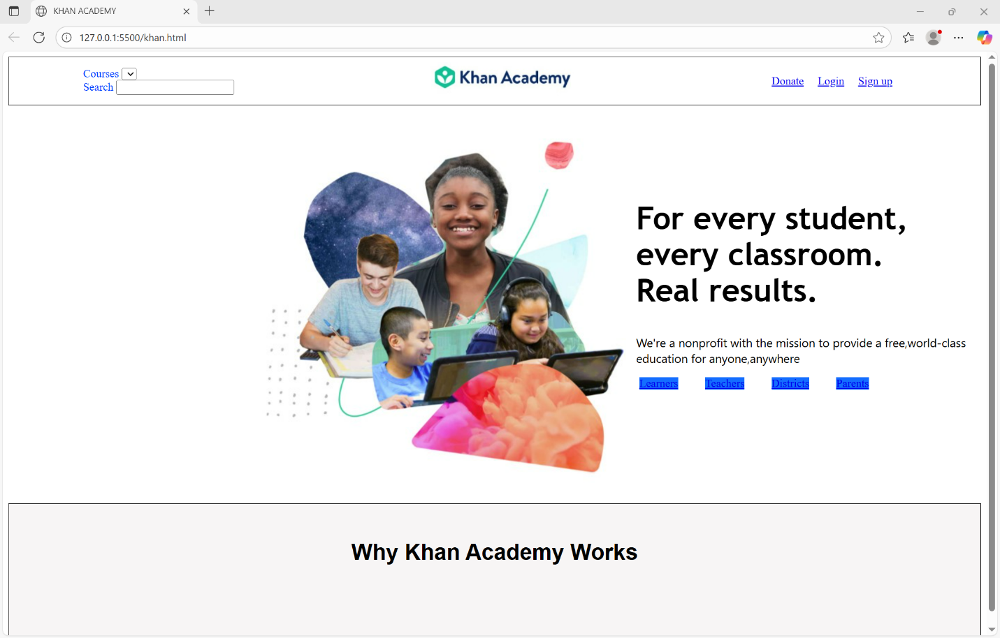 KHAN ACADEMY
127.0.0.1:5500/khan.html
Courses
Search
Khan Academy
Donate Login Sign up
For every student,
every classroom.
Real results.
We're a nonprofit with the mission to provide a free,world-class
education for anyone,anywhere
Learners Teachers Districts Parents
Why Khan Academy Works